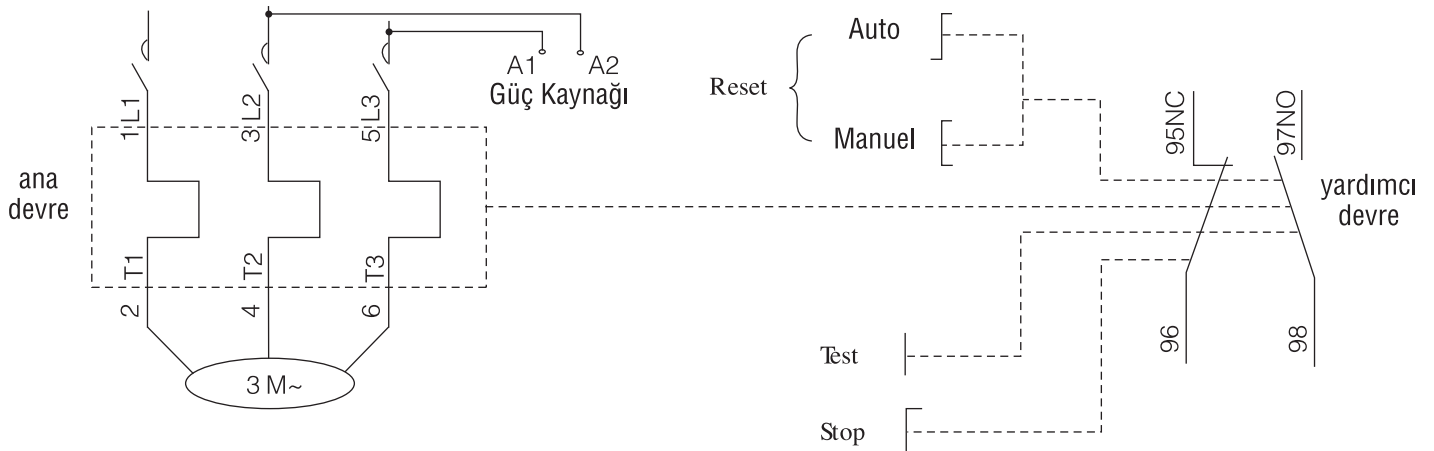 A1 A2
Güç Kaynağı
1 L1
3 L2
5 L3
ana
devre
T1
T2
T3
2
4
6
3 M~
Reset
Auto
Manuel
95NC
97NO
yardımcı
devre
96
98
Test
Stop